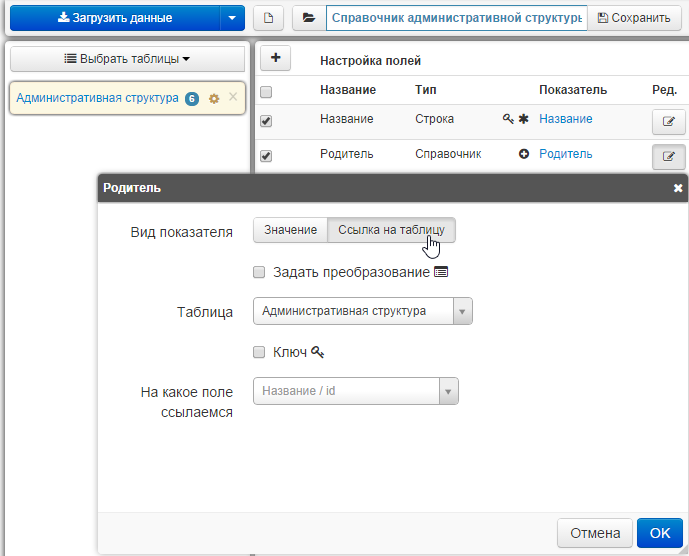 Загрузить данные
Справочник административной структуры
Сохранить
Выбрать таблицы
Административная структура 6
Настройка полей
Название Тип Показатель Ред.
Название Строка Название
Родитель Справочник Родитель
Родитель
Вид показателя Значение Ссылка на таблицу
Задать преобразование
Таблица Административная структура
Ключ
На какое поле Название / id
ссылаемся
Отмена OK